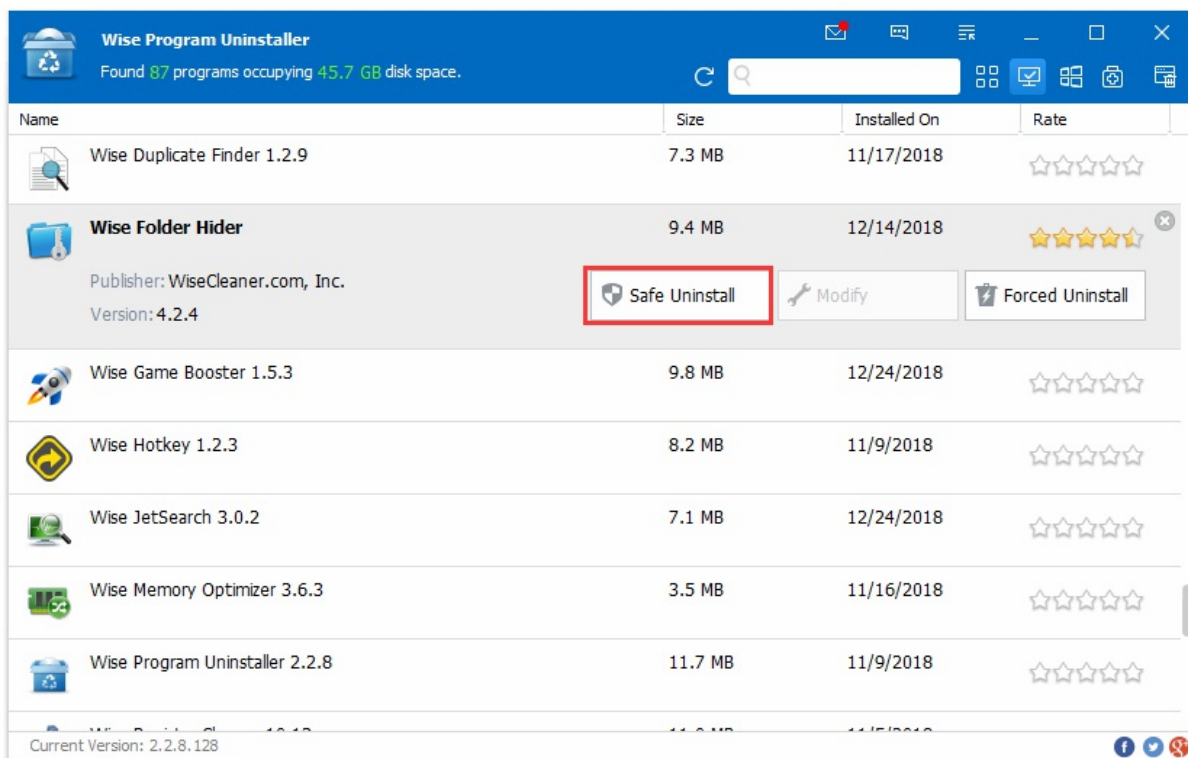 Wise Program Uninstaller
Found 87 programs occupying 45.7 GB disk space.
Name Size Installed On Rate
Wise Duplicate Finder 1.2.9 7.3 MB 11/17/2018
Wise Folder Hider 9.4 MB 12/14/2018
Publisher: WiseCleaner.com, Inc.
Version: 4.2.4
Safe Uninstall Modify Forced Uninstall
Wise Game Booster 1.5.3 9.8 MB 12/24/2018
Wise Hotkey 1.2.3 8.2 MB 11/9/2018
Wise JetSearch 3.0.2 7.1 MB 12/24/2018
Wise Memory Optimizer 3.6.3 3.5 MB 11/16/2018
Wise Program Uninstaller 2.2.8 11.7 MB 11/9/2018
Current Version: 2.2.8.128